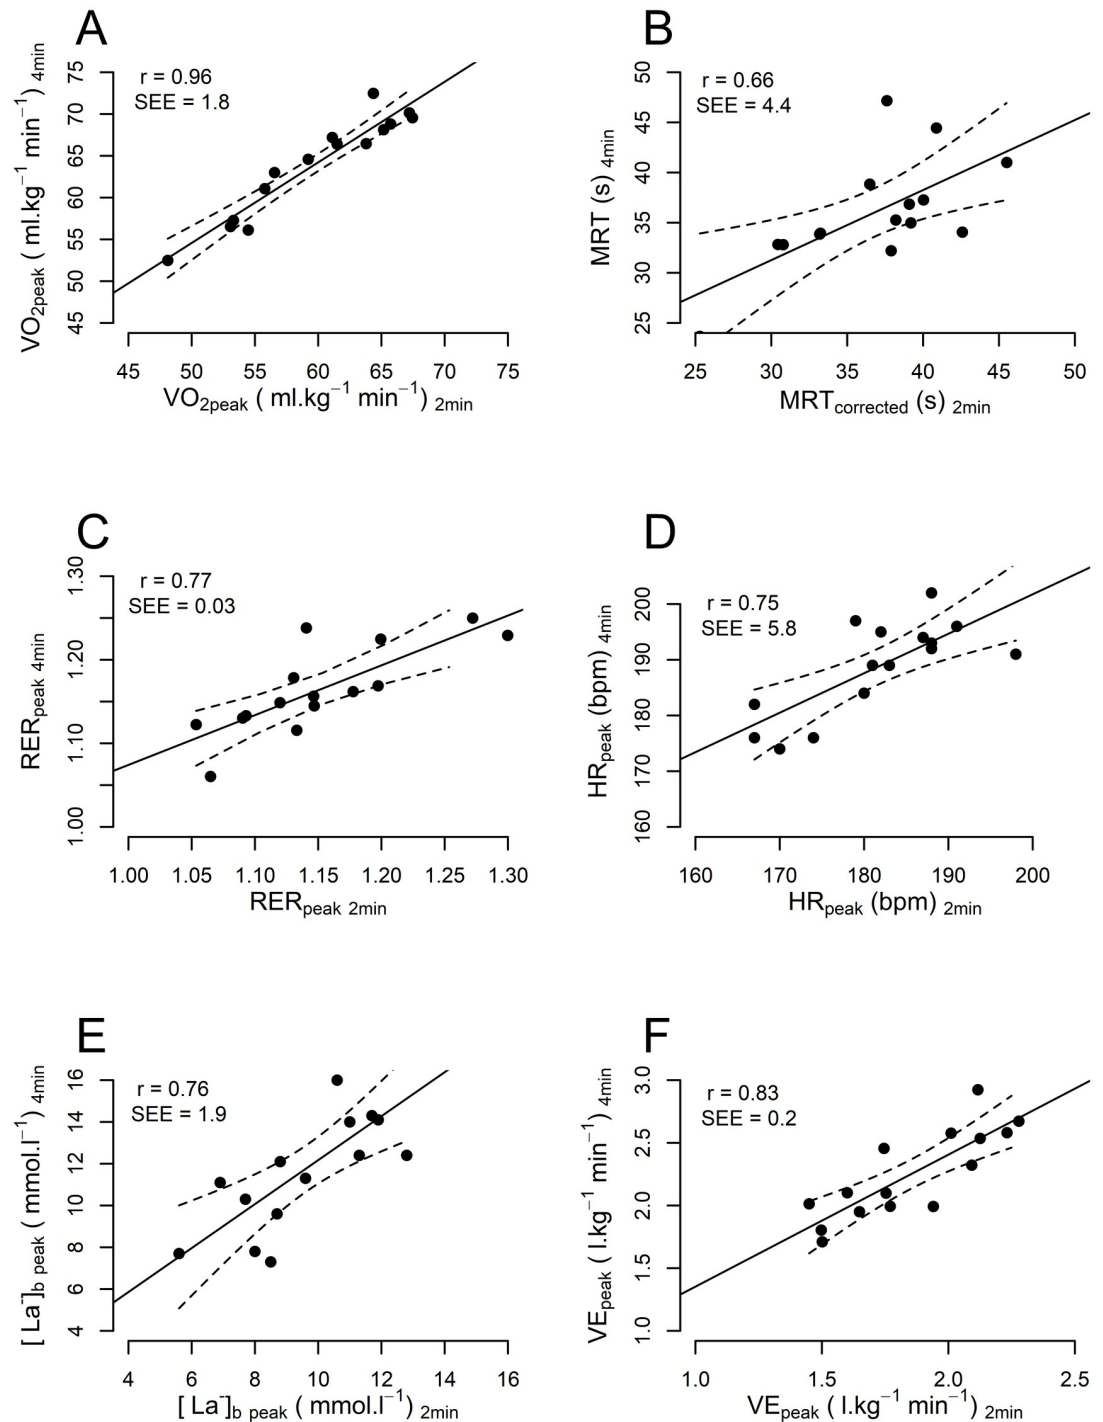 A
r = 0.96
SEE = 1.8
VO2peak ( ml.kg−1 min−1) 4min
75
70
65
60
55
50
45
45 50 55 60 65 70 75
VO2peak ( ml.kg−1 min−1) 2min
B
r = 0.66
SEE = 4.4
MRT (s) 4min
50
45
40
35
30
25
25 30 35 40 45 50
MRTcorrected (s) 2min
C
r = 0.77
SEE = 0.03
RERpeak 4min
1.30
1.20
1.10
1.00
1.00 1.05 1.10 1.15 1.20 1.25 1.30
RERpeak 2min
D
r = 0.75
SEE = 5.8
HRpeak (bpm) 4min
200
190
180
170
160
160 170 180 190 200
HRpeak (bpm) 2min
E
r = 0.76
SEE = 1.9
[ La-]b peak ( mmol.l−1) 4min
16
14
12
10
8
6
4
4 6 8 10 12 14 16
[ La-]b peak ( mmol.l−1) 2min
F
r = 0.83
SEE = 0.2
VEpeak ( l.kg−1 min−1) 4min
3.0
2.5
2.0
1.5
1.0
1.0 1.5 2.0 2.5
VEpeak ( l.kg−1 min−1) 2min